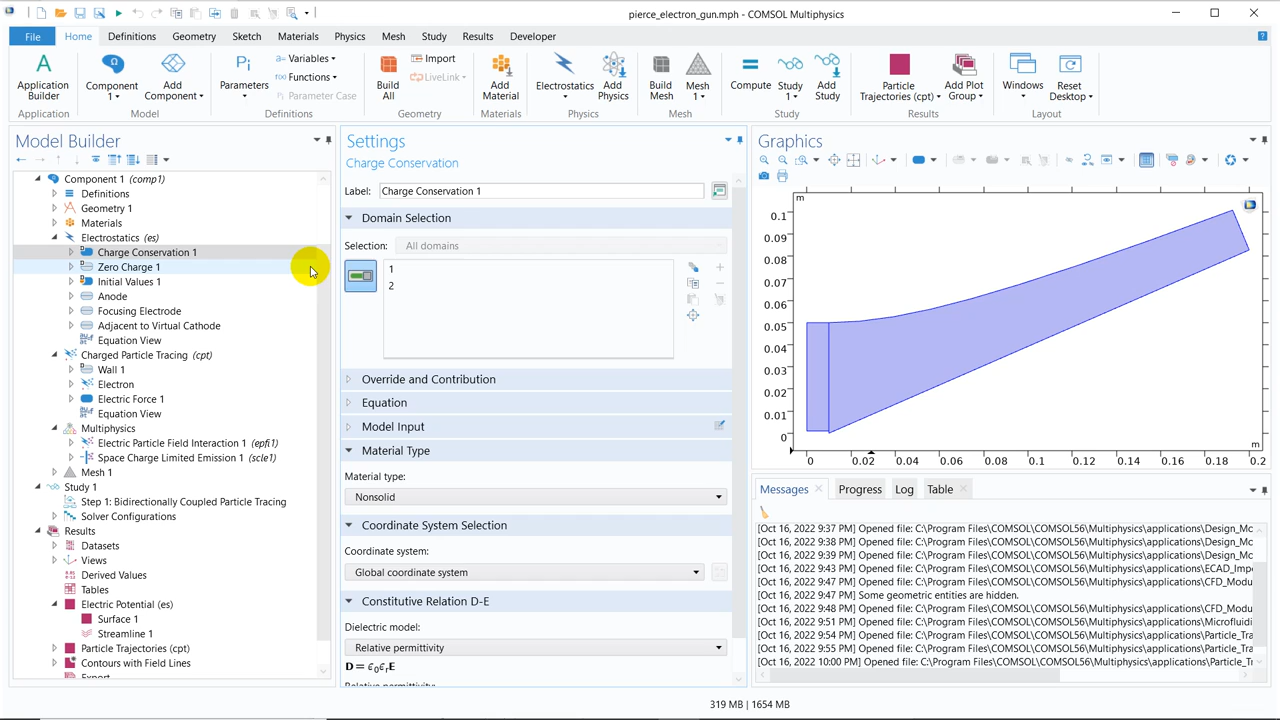 pierce_electron_gun.mph - COMSOL Multiphysics
File Home Definitions Geometry Sketch Materials Physics Mesh Study Results Developer
Application Builder
Component 1
Add Component
Parameters
Variables
Functions
Parameter Case
Build All
Import
LiveLink
Add Material
Electrostatics
Add Physics
Build Mesh
Mesh 1
Compute
Study 1
Add Study
Particle Trajectories (cpt)
Add Plot Group
Windows
Reset Desktop
Application Model Definitions Geometry Materials Physics Mesh Study Results Layout
Model Builder
Component 1 (comp1)
Definitions
Geometry 1
Materials
Electrostatics (es)
Charge Conservation 1
Zero Charge 1
Initial Values 1
Anode
Focusing Electrode
Adjacent to Virtual Cathode
Equation View
Charged Particle Tracing (cpt)
Wall 1
Electron
Electric Force 1
Equation View
Multiphysics
Electric Particle Field Interaction 1 (epfi1)
Space Charge Limited Emission 1 (scle1)
Mesh 1
Study 1
Step 1: Bidirectionally Coupled Particle Tracing
Solver Configurations
Results
Datasets
Views
Derived Values
Tables
Electric Potential (es)
Surface 1
Streamline 1
Particle Trajectories (cpt)
Contours with Field Lines
Settings
Charge Conservation
Label: Charge Conservation 1
Domain Selection
Selection: All domains
1
2
Override and Contribution
Equation
Model Input
Material Type
Material type:
Nonsolid
Coordinate System Selection
Coordinate system:
Global coordinate system
Constitutive Relation D-E
Dielectric model:
Relative permittivity
D = ϵ0ϵrE
Relative permittivity:
Graphics
m
0.1
0.09
0.08
0.07
0.06
0.05
0.04
0.03
0.02
0.01
0
m
0 0.02 0.04 0.06 0.08 0.1 0.12 0.14 0.16 0.18 0.2
Messages Progress Log Table
[Oct 16, 2022 9:37 PM] Opened file: C:\Program Files\COMSOL\COMSOL56\Multiphysics\applications\Design_Mo
[Oct 16, 2022 9:38 PM] Opened file: C:\Program Files\COMSOL\COMSOL56\Multiphysics\applications\Design_Mo
[Oct 16, 2022 9:39 PM] Opened file: C:\Program Files\COMSOL\COMSOL56\Multiphysics\applications\Design_Mo
[Oct 16, 2022 9:43 PM] Opened file: C:\Program Files\COMSOL\COMSOL56\Multiphysics\applications\ECAD_Imp
[Oct 16, 2022 9:47 PM] Opened file: C:\Program Files\COMSOL\COMSOL56\Multiphysics\applications\CFD_Modu
[Oct 16, 2022 9:47 PM] Some geometric entities are hidden.
[Oct 16, 2022 9:48 PM] Opened file: C:\Program Files\COMSOL\COMSOL56\Multiphysics\applications\CFD_Modu
[Oct 16, 2022 9:51 PM] Opened file: C:\Program Files\COMSOL\COMSOL56\Multiphysics\applications\Microfluidi
[Oct 16, 2022 9:54 PM] Opened file: C:\Program Files\COMSOL\COMSOL56\Multiphysics\applications\Particle_Tra
[Oct 16, 2022 9:55 PM] Opened file: C:\Program Files\COMSOL\COMSOL56\Multiphysics\applications\Particle_Tra
[Oct 16, 2022 10:00 PM] Opened file: C:\Program Files\COMSOL\COMSOL56\Multiphysics\applications\Particle_T
319 MB | 1654 MB